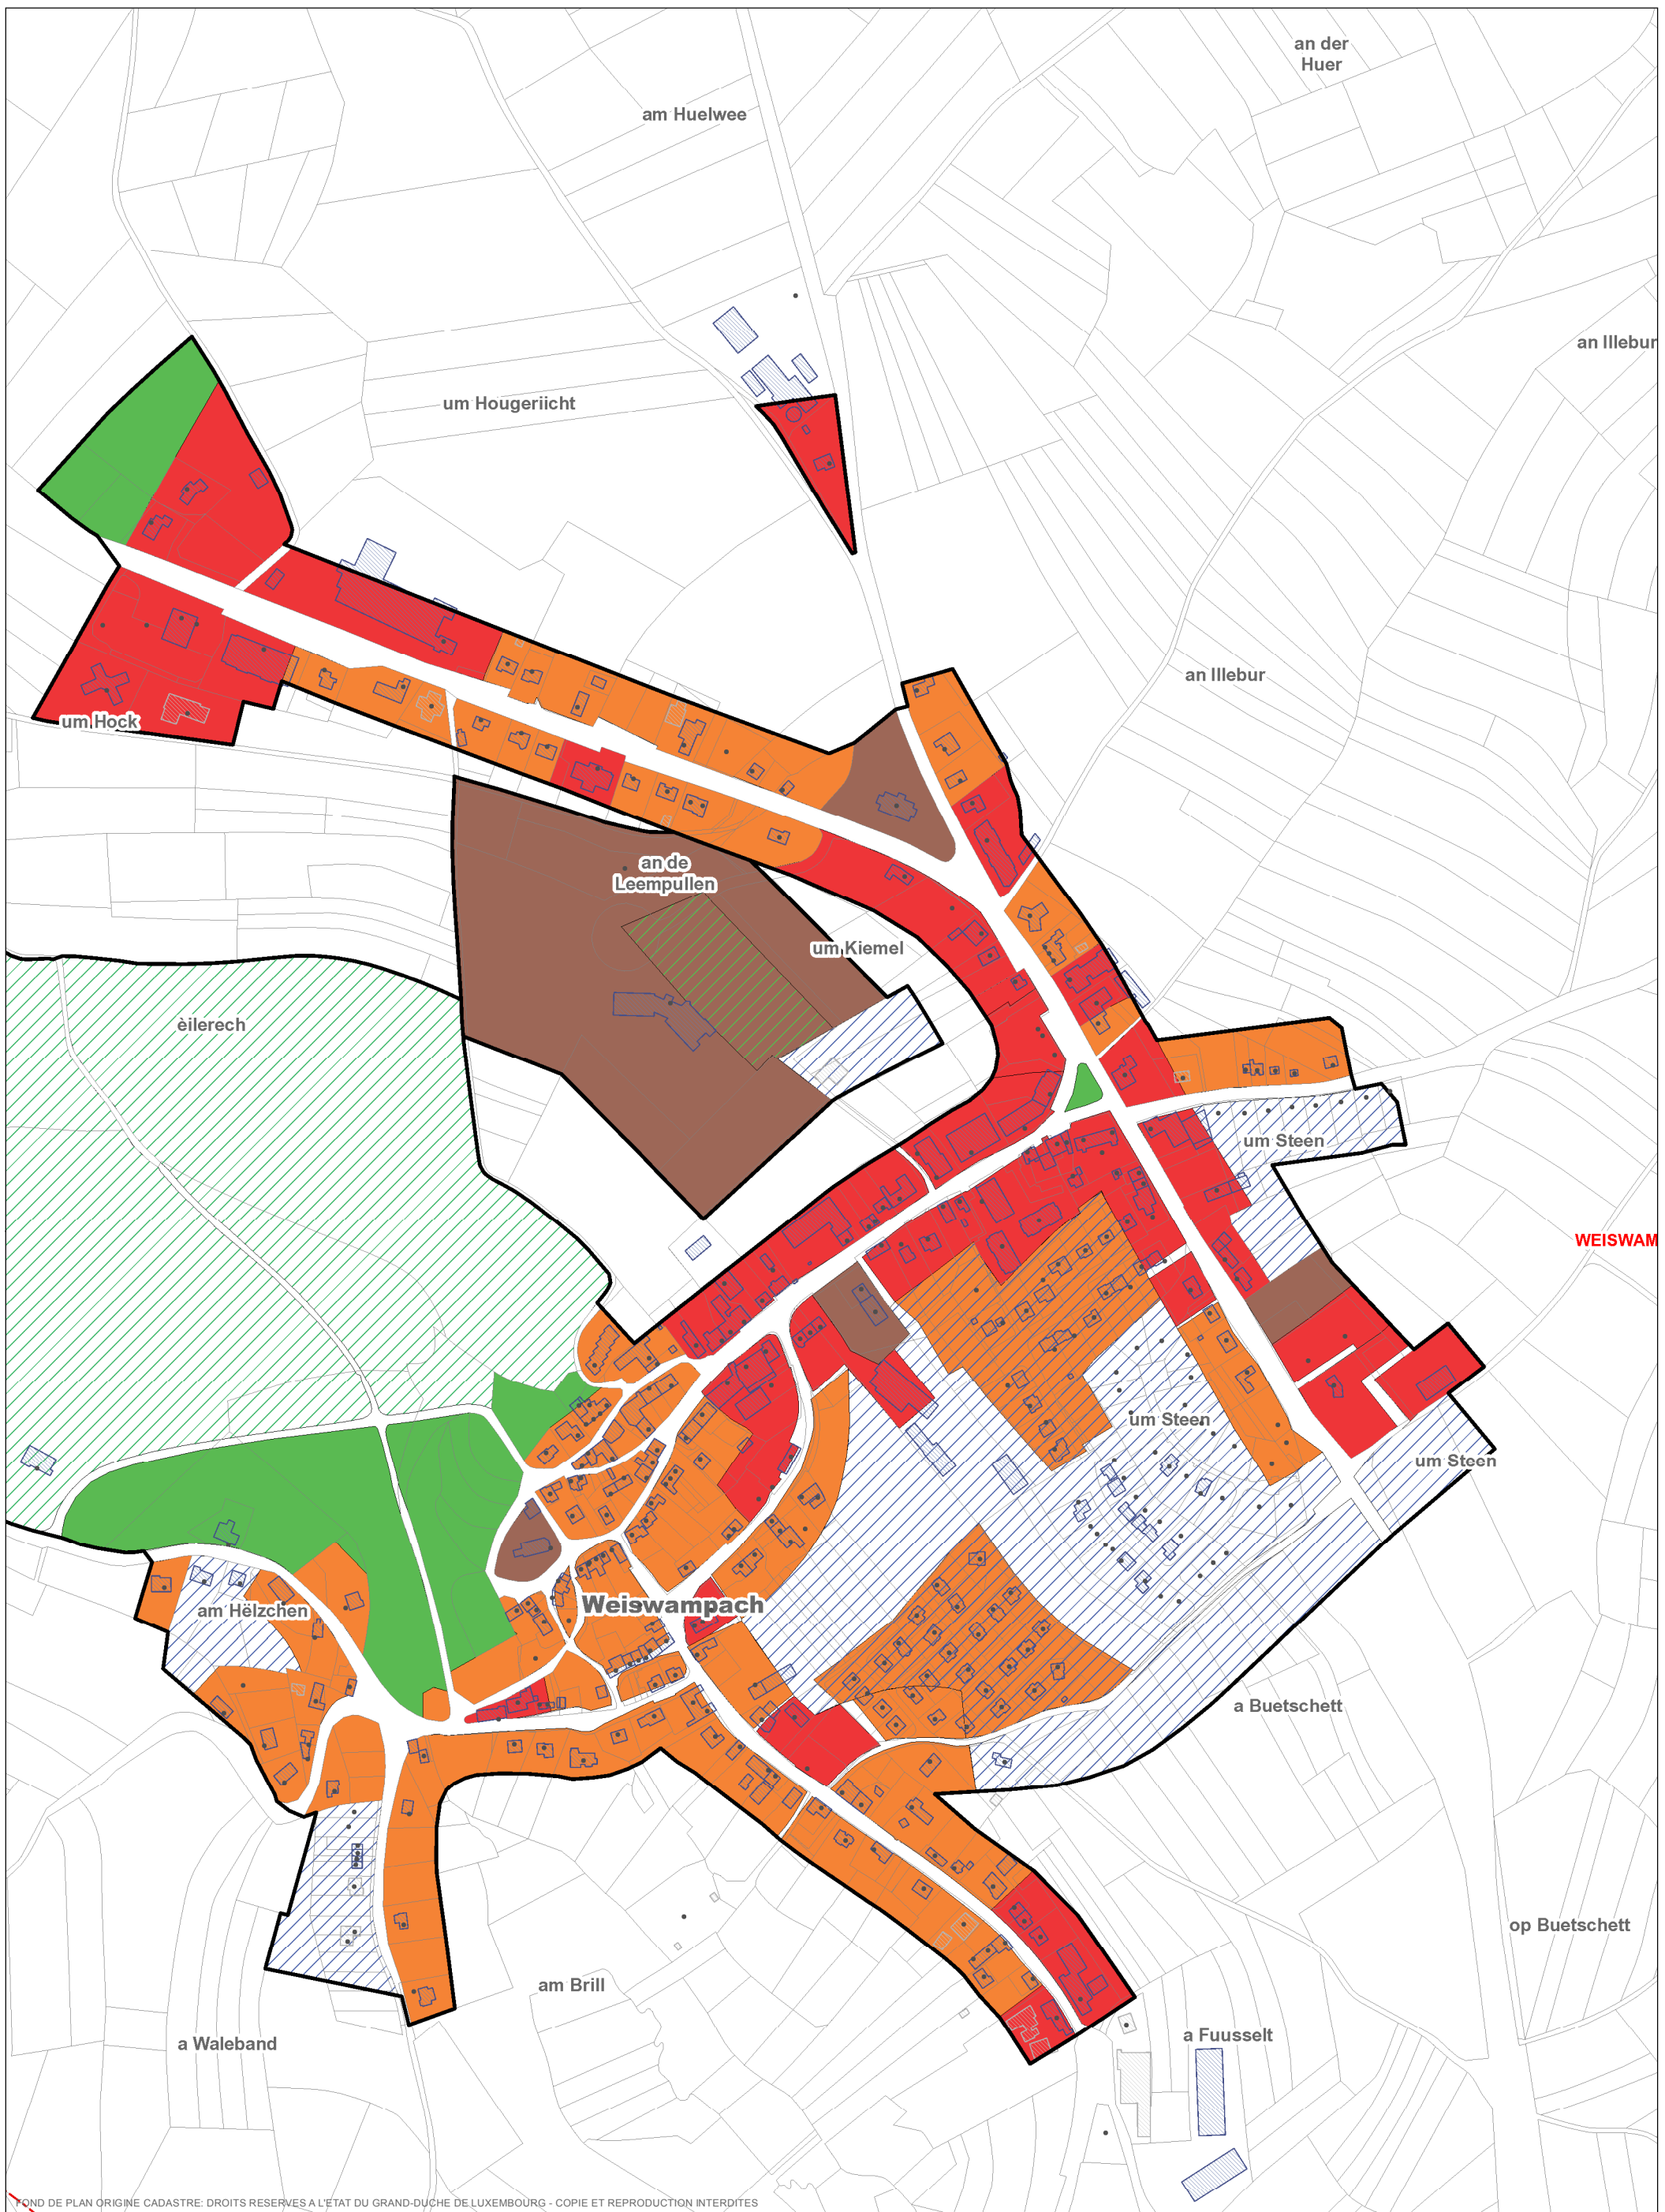 an der
Huer
am Huelwee
an Illebur
um Hougeriicht
an Illebur
um Hock
an de
Leempullen
um Kiemel
èilerech
um Steen
WEISWAM
um Steen
um Steen
Weiswampach
am Hëlzchen
a Buetschett
op Buetschett
am Brill
a Fuusselt
a Waleband
FOND DE PLAN ORIGINE CADASTRE: DROITS RESERVES A L'ETAT DU GRAND-DUCHE DE LUXEMBOURG - COPIE ET REPRODUCTION INTERDITES